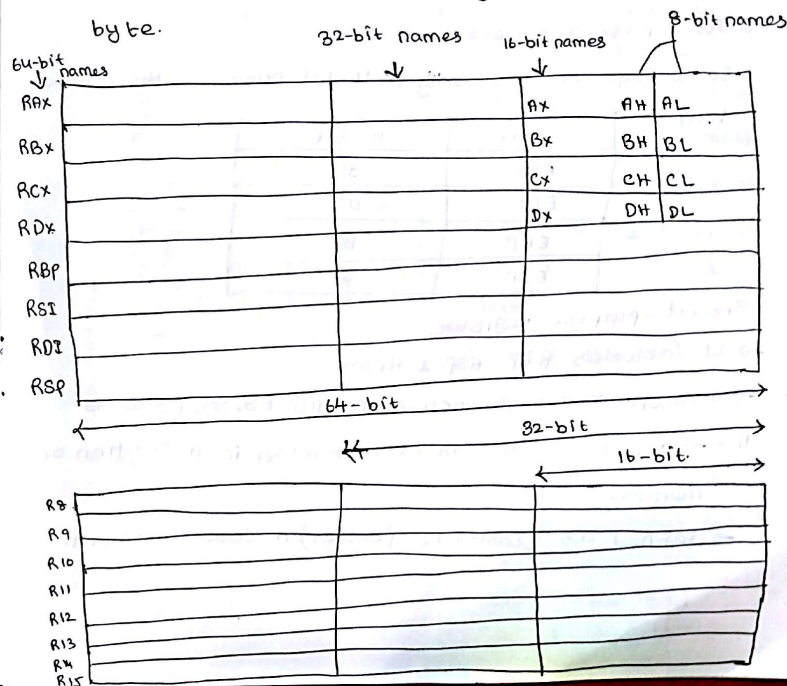 byte.
8-bit names
32-bit names
16-bit names
64-bit
names
RAX
AX AH AL
RBX
BX BH BL
RCX
CX CH CL
RDX
DX DH DL
RBP
RSI
RDI
RSP
64-bit
32-bit
16-bit.
R8
R9
R10
R11
R12
R13
R14
R15